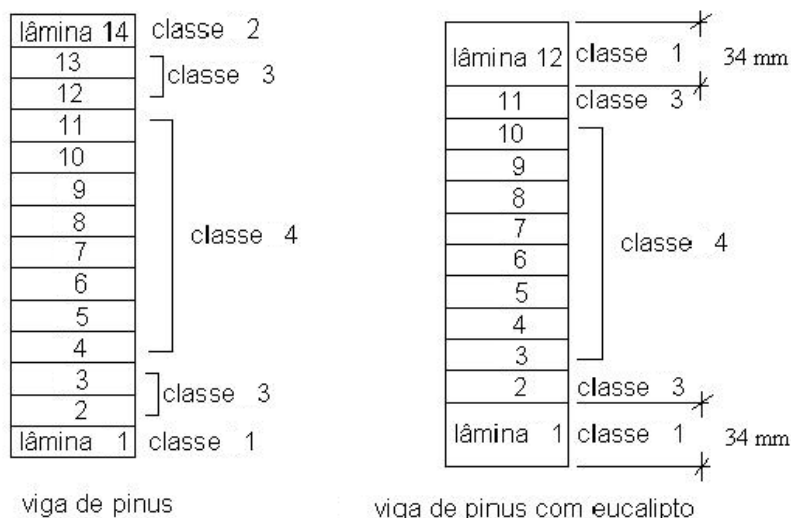 lâmina 14 classe 2
13
classe 3
12
11
10
9
8
classe 4
7
6
5
4
3
classe 3
2
lâmina 1 classe 1
viga de pinus
lâmina 12 classe 1 34 mm
11 classe 3
10
9
8
7
classe 4
6
5
4
3
2 classe 3
lâmina 1 classe 1 34 mm
viga de pinus com eucalipto